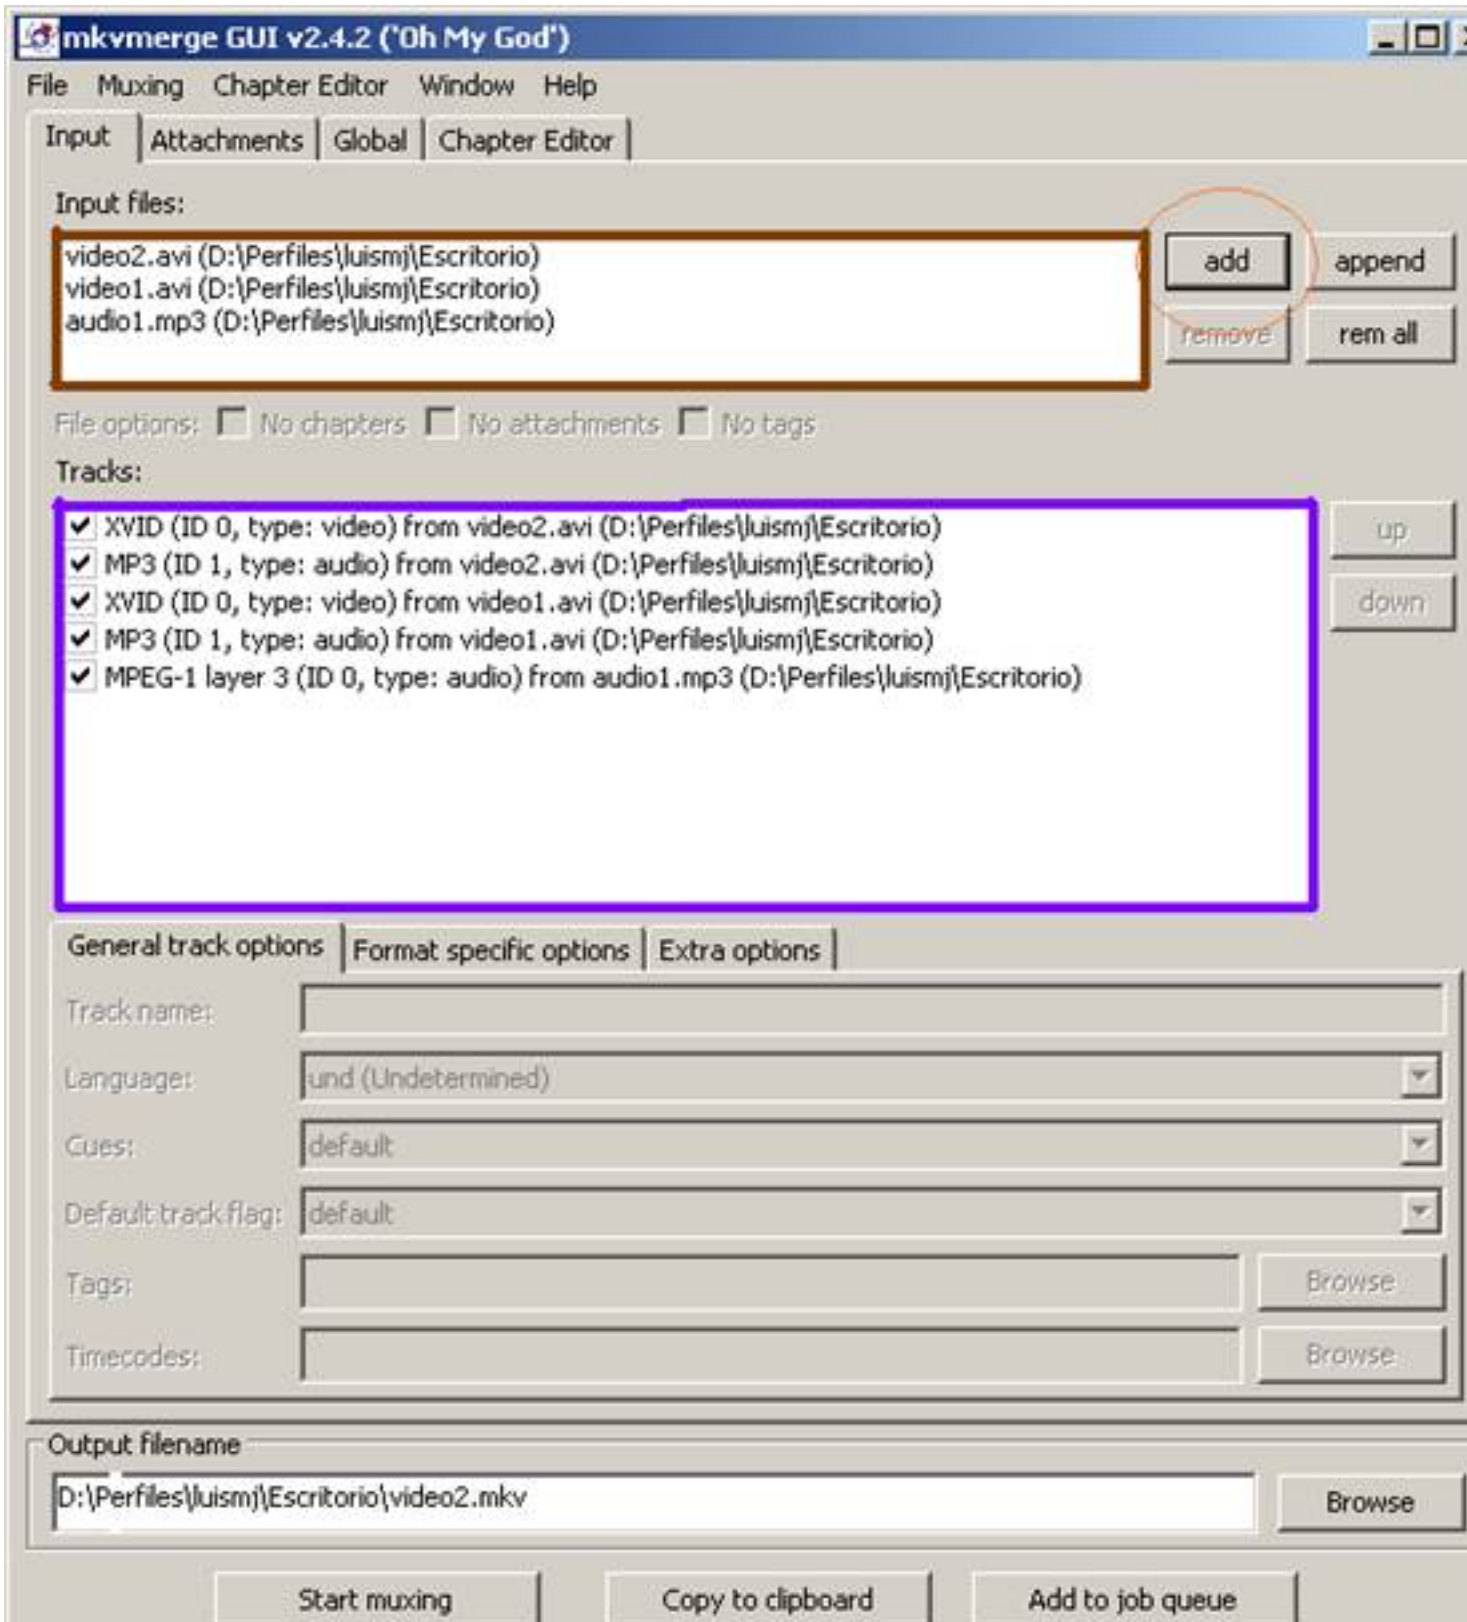 mkvmerge GUI v2.4.2 ('Oh My God')
File Muxing Chapter Editor Window Help
Input Attachments Global Chapter Editor
Input files:
video2.avi (D:\Perfiles\luismj\Escritorio)
video1.avi (D:\Perfiles\luismj\Escritorio)
audio1.mp3 (D:\Perfiles\luismj\Escritorio)
add append
remove rem all
File options: No chapters No attachments No tags
Tracks:
XVID (ID 0, type: video) from video2.avi (D:\Perfiles\luismj\Escritorio)
MP3 (ID 1, type: audio) from video2.avi (D:\Perfiles\luismj\Escritorio)
XVID (ID 0, type: video) from video1.avi (D:\Perfiles\luismj\Escritorio)
MP3 (ID 1, type: audio) from video1.avi (D:\Perfiles\luismj\Escritorio)
MPEG-1 layer 3 (ID 0, type: audio) from audio1.mp3 (D:\Perfiles\luismj\Escritorio)
up
down
General track options Format specific options Extra options
Track name:
Language: und (Undetermined)
Cues: default
Default track flag: default
Tags: Browse
Timecodes: Browse
Output filename
D:\Perfiles\luismj\Escritorio\video2.mkv Browse
Start muxing Copy to clipboard Add to job queue